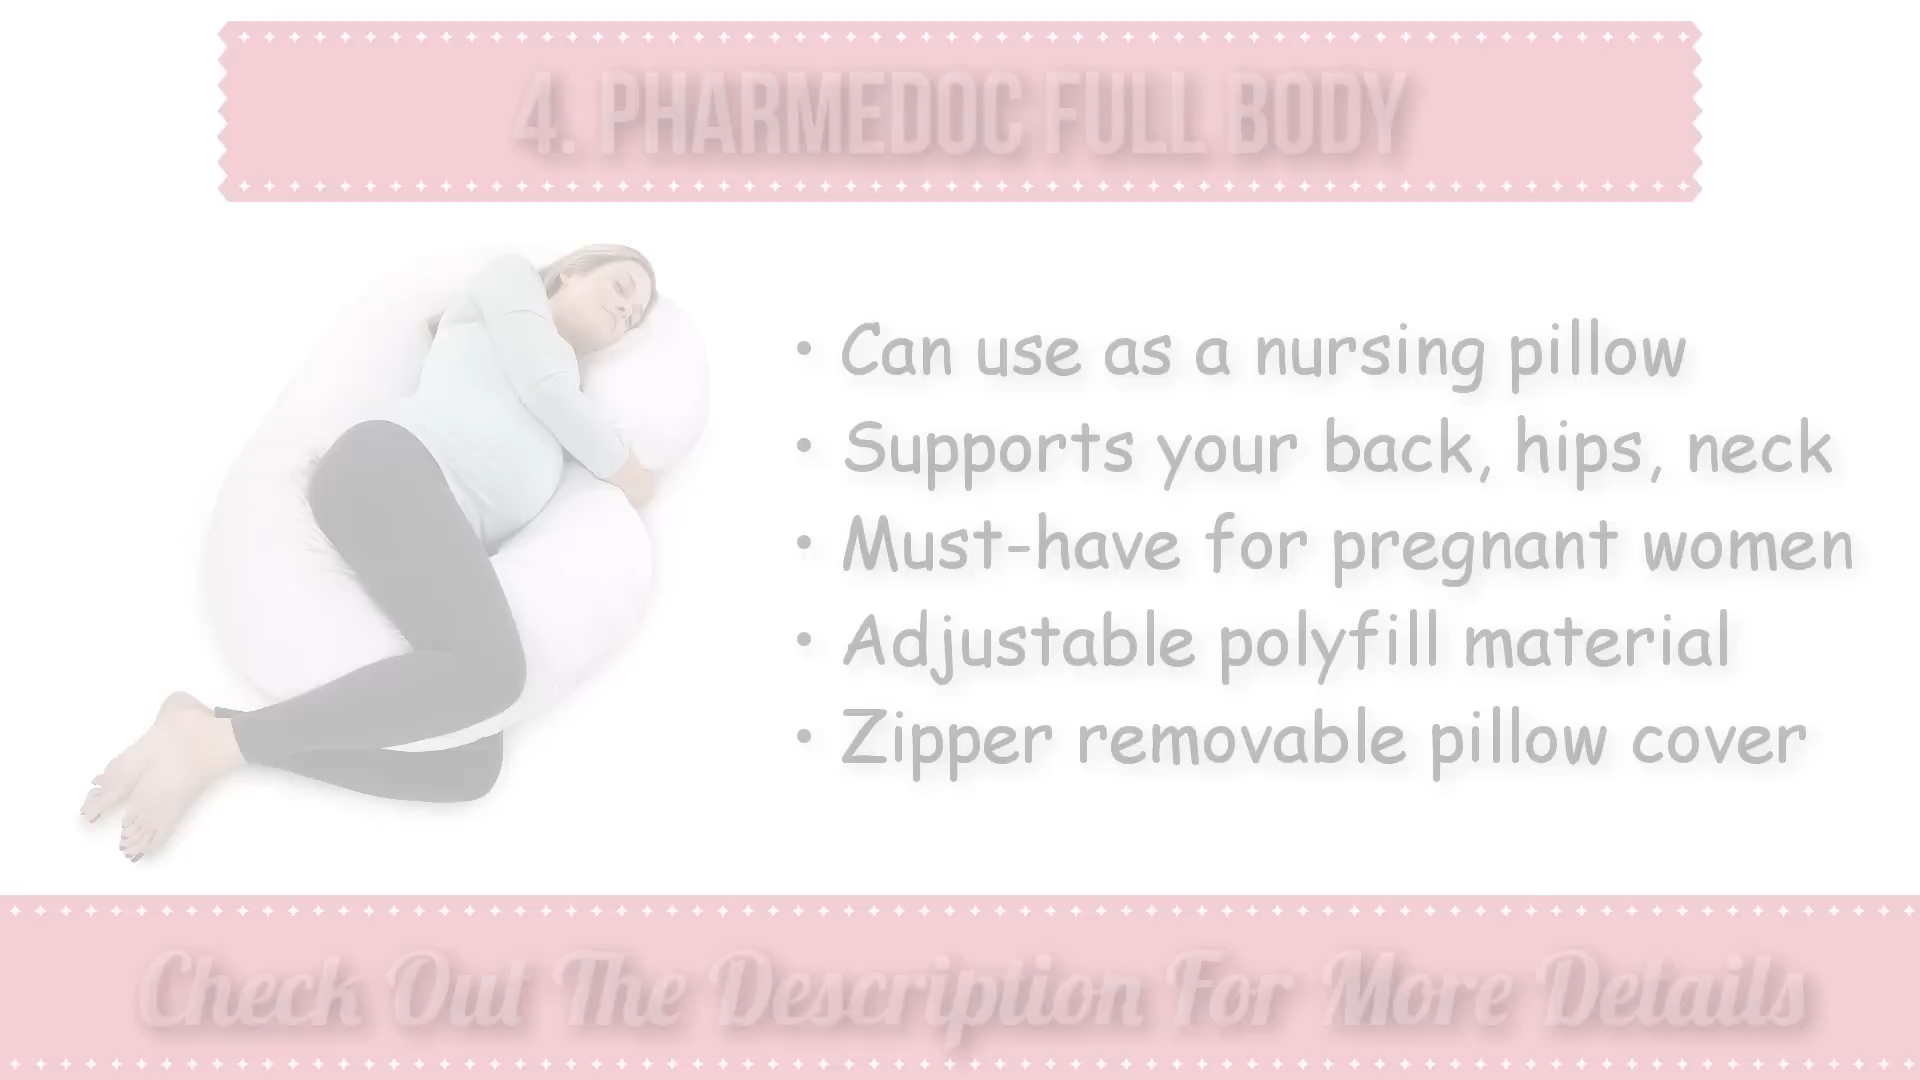 4. PHARMEDOC FULL BODY
• Can use as a nursing pillow
• Supports your back, hips, neck
• Must-have for pregnant women
• Adjustable polyfill material
• Zipper removable pillow cover
Check Out The Description For More Details